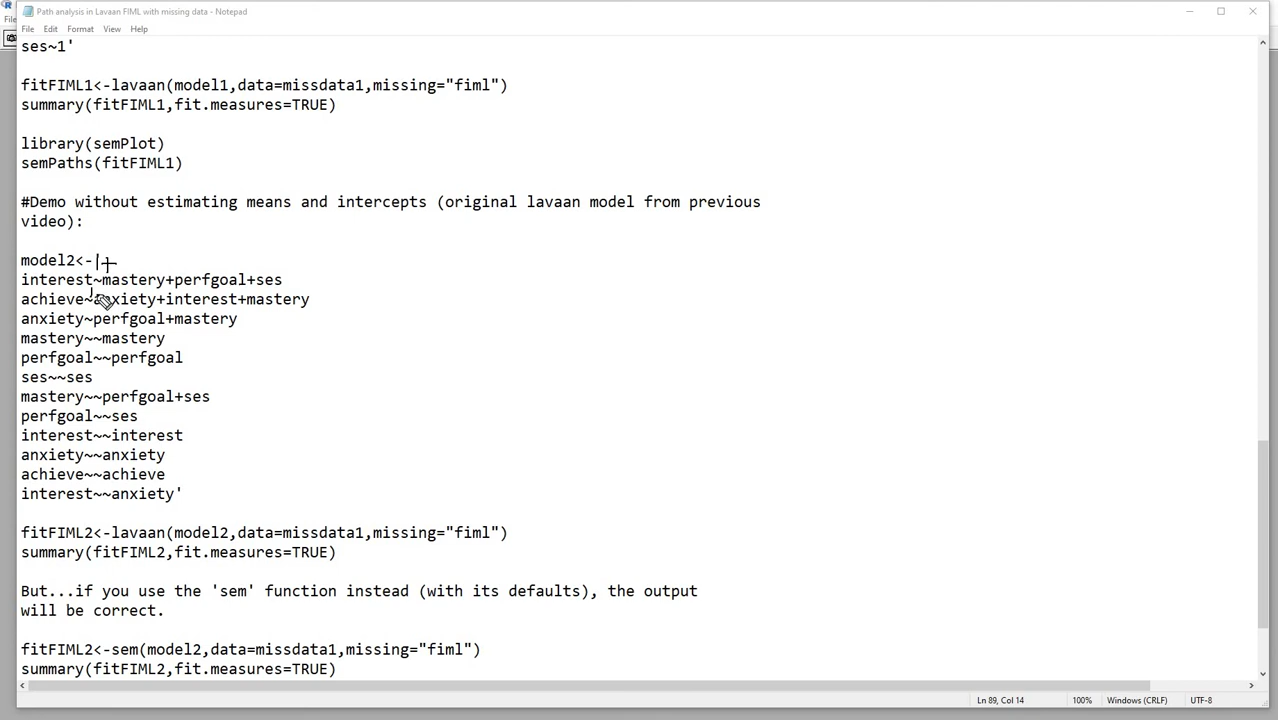 Path analysis in Lavaan FIML with missing data - Notepad
File Edit Format View Help
ses~1'
fitFIML1<-lavaan(model1,data=missdata1,missing="fiml")
summary(fitFIML1,fit.measures=TRUE)
library(semPlot)
semPaths(fitFIML1)
#Demo without estimating means and intercepts (original lavaan model from previous
video):
model2<-'
interest~mastery+perfgoal+ses
achieve~anxiety+interest+mastery
anxiety~perfgoal+mastery
mastery~~mastery
perfgoal~~perfgoal
ses~~ses
mastery~~perfgoal+ses
perfgoal~~ses
interest~~interest
anxiety~~anxiety
achieve~~achieve
interest~~anxiety'
fitFIML2<-lavaan(model2,data=missdata1,missing="fiml")
summary(fitFIML2,fit.measures=TRUE)
But...if you use the 'sem' function instead (with its defaults), the output
will be correct.
fitFIML2<-sem(model2,data=missdata1,missing="fiml")
summary(fitFIML2,fit.measures=TRUE)
Ln 89, Col 14 100% Windows (CRLF) UTF-8